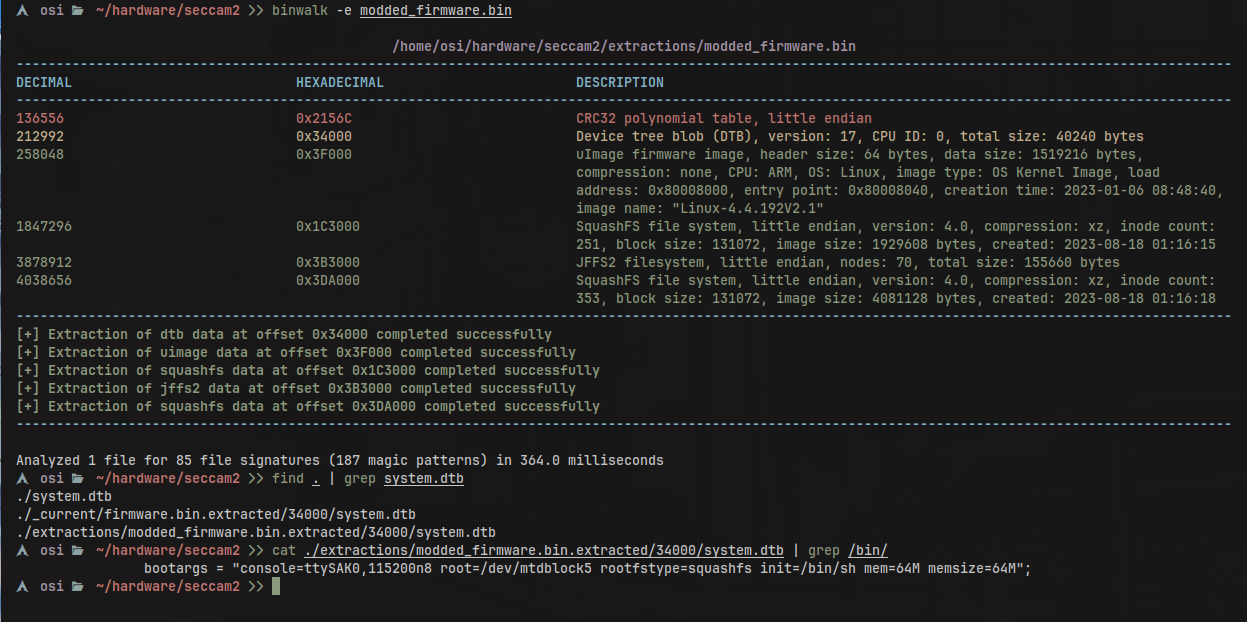 osi ~/hardware/seccam2 >> binwalk -e modded_firmware.bin
/home/osi/hardware/seccam2/extractions/modded_firmware.bin
--------------------------------------------------------------------------------------------------------------------------------------------------------
DECIMAL HEXADECIMAL DESCRIPTION
--------------------------------------------------------------------------------------------------------------------------------------------------------
136556 0x2156C CRC32 polynomial table, little endian
212992 0x34000 Device tree blob (DTB), version: 17, CPU ID: 0, total size: 40240 bytes
258048 0x3F000 uImage firmware image, header size: 64 bytes, data size: 1519216 bytes,
compression: none, CPU: ARM, OS: Linux, image type: OS Kernel Image, load
address: 0x80008000, entry point: 0x80008040, creation time: 2023-01-06 08:48:40,
image name: "Linux-4.4.192V2.1"
1847296 0x1C3000 SquashFS file system, little endian, version: 4.0, compression: xz, inode count:
251, block size: 131072, image size: 1929608 bytes, created: 2023-08-18 01:16:15
3878912 0x3B3000 JFFS2 filesystem, little endian, nodes: 70, total size: 155660 bytes
4038656 0x3DA000 SquashFS file system, little endian, version: 4.0, compression: xz, inode count:
353, block size: 131072, image size: 4081128 bytes, created: 2023-08-18 01:16:18
--------------------------------------------------------------------------------------------------------------------------------------------------------
[+] Extraction of dtb data at offset 0x34000 completed successfully
[+] Extraction of uimage data at offset 0x3F000 completed successfully
[+] Extraction of squashfs data at offset 0x1C3000 completed successfully
[+] Extraction of jffs2 data at offset 0x3B3000 completed successfully
[+] Extraction of squashfs data at offset 0x3DA000 completed successfully
--------------------------------------------------------------------------------------------------------------------------------------------------------
Analyzed 1 file for 85 file signatures (187 magic patterns) in 364.0 milliseconds
osi ~/hardware/seccam2 >> find . | grep system.dtb
./system.dtb
./_current/firmware.bin.extracted/34000/system.dtb
./extractions/modded_firmware.bin.extracted/34000/system.dtb
osi ~/hardware/seccam2 >> cat ./extractions/modded_firmware.bin.extracted/34000/system.dtb | grep /bin/
bootargs = "console=ttySAK0,115200n8 root=/dev/mtdblock5 rootfstype=squashfs init=/bin/sh mem=64M memsize=64M";
osi ~/hardware/seccam2 >>